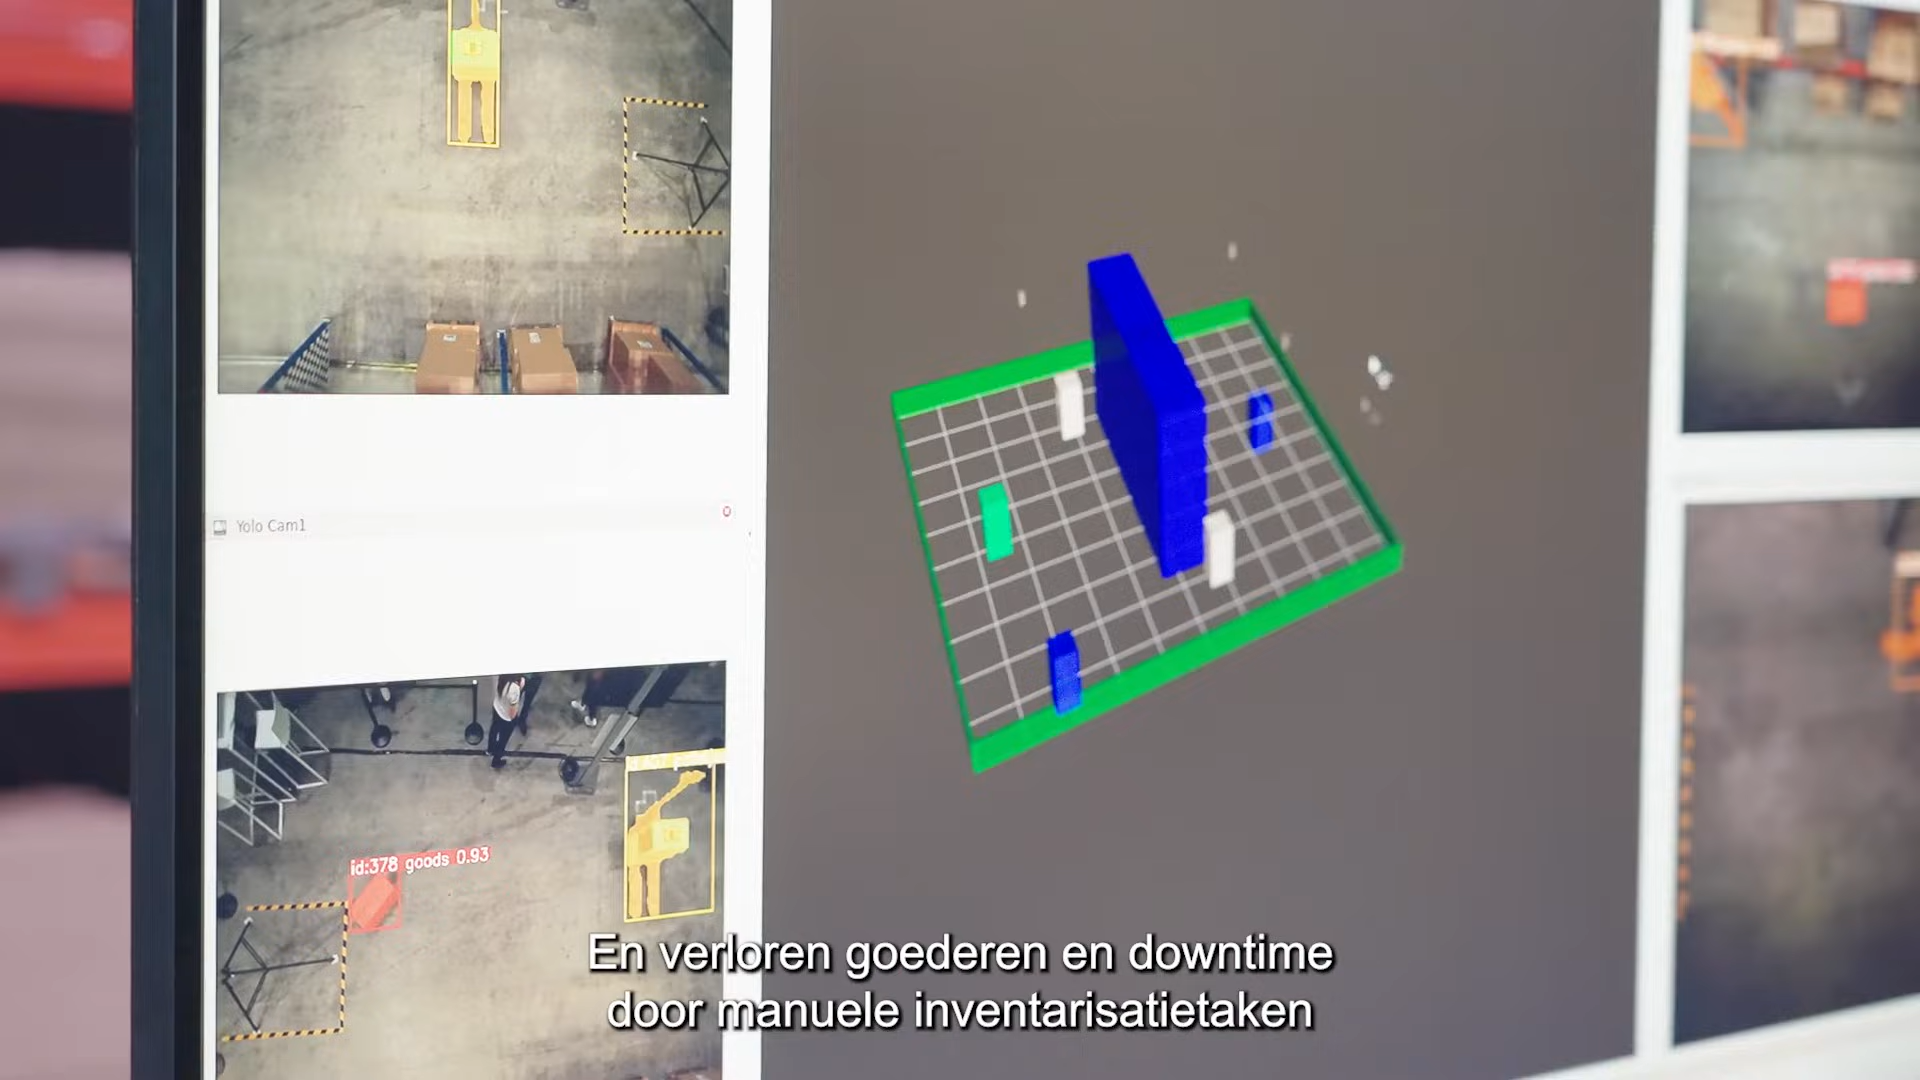 Yolo Cam1
id:378 goods 0.93
En verloren goederen en downtime
door manuele inventarisatietaken